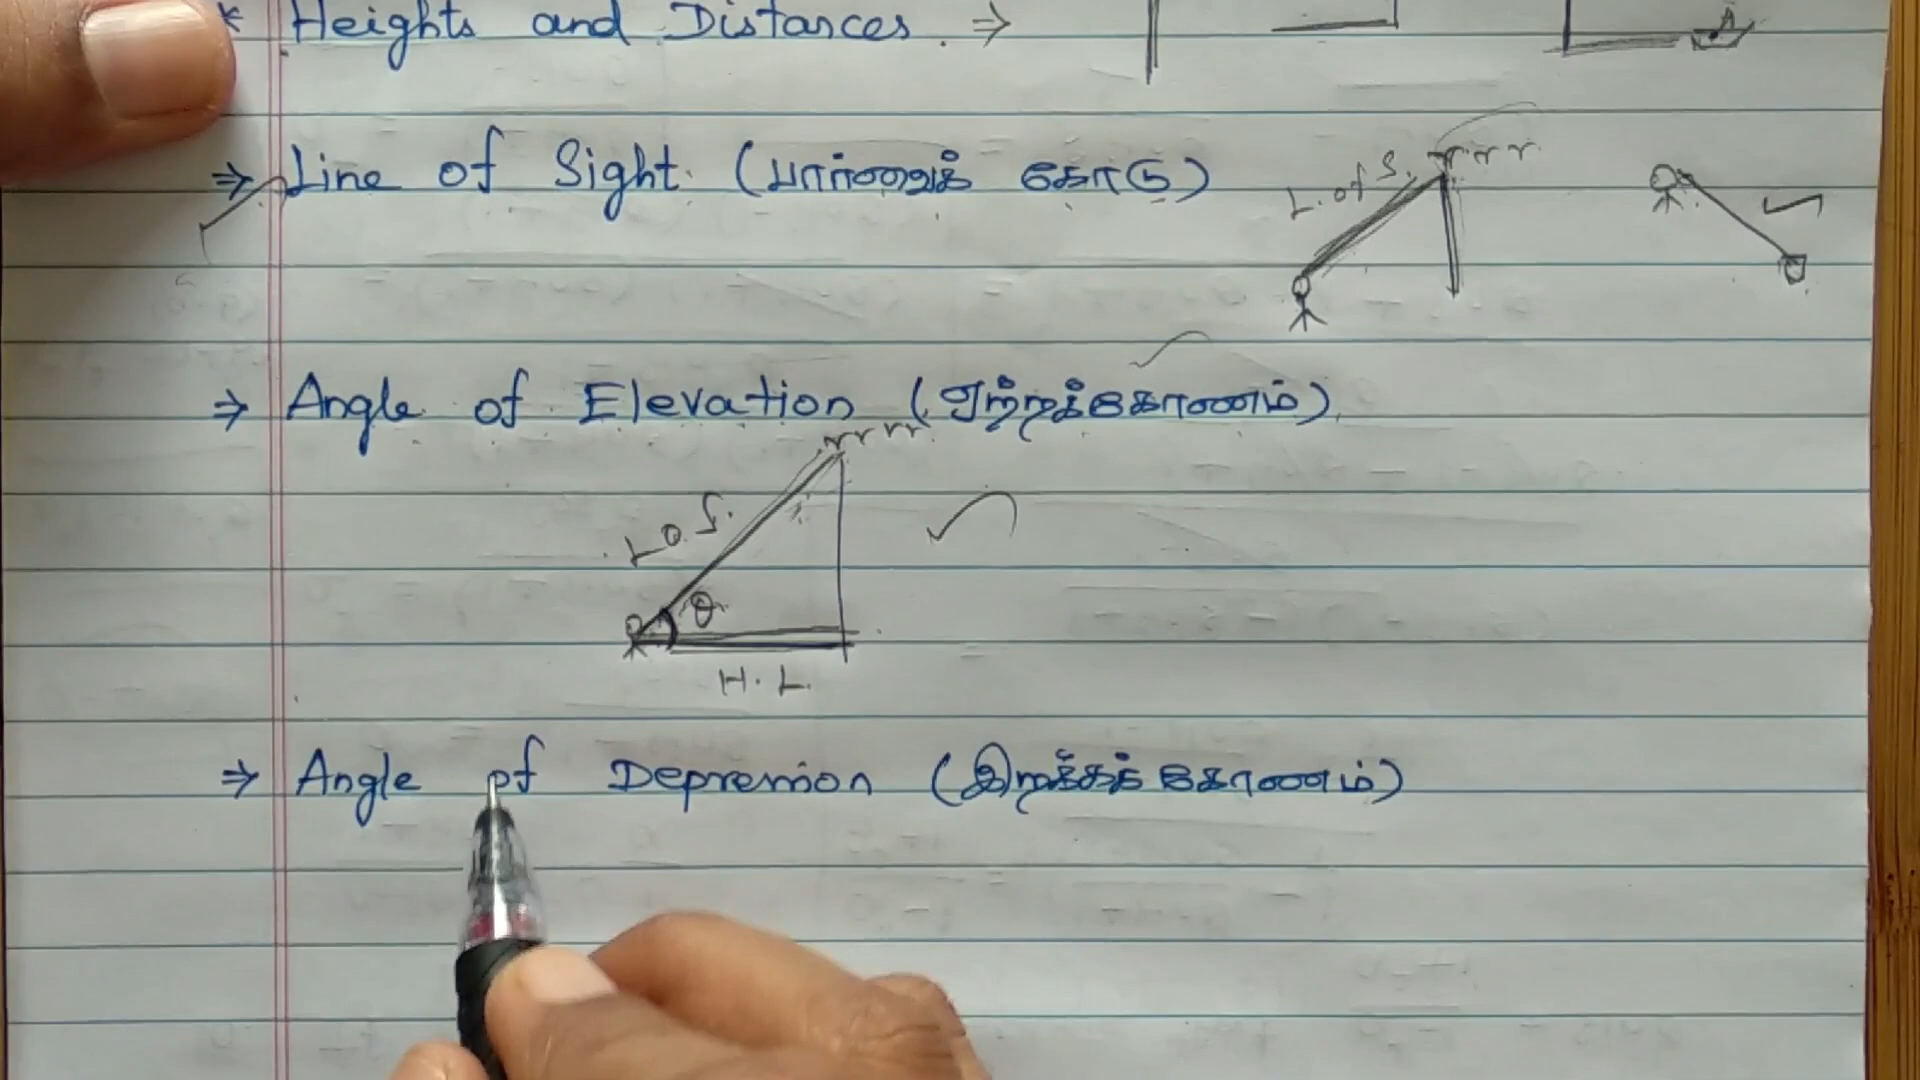 * Heights and Distances ⇒
⇒ Line of Sight. (பார்வைக் கோடு)
L. of S.
⇒ Angle of Elevation (ஏற்றக்கோணம்)
L o S.
θ
H. L.
⇒ Angle of Depression (இறக்கக் கோணம்)